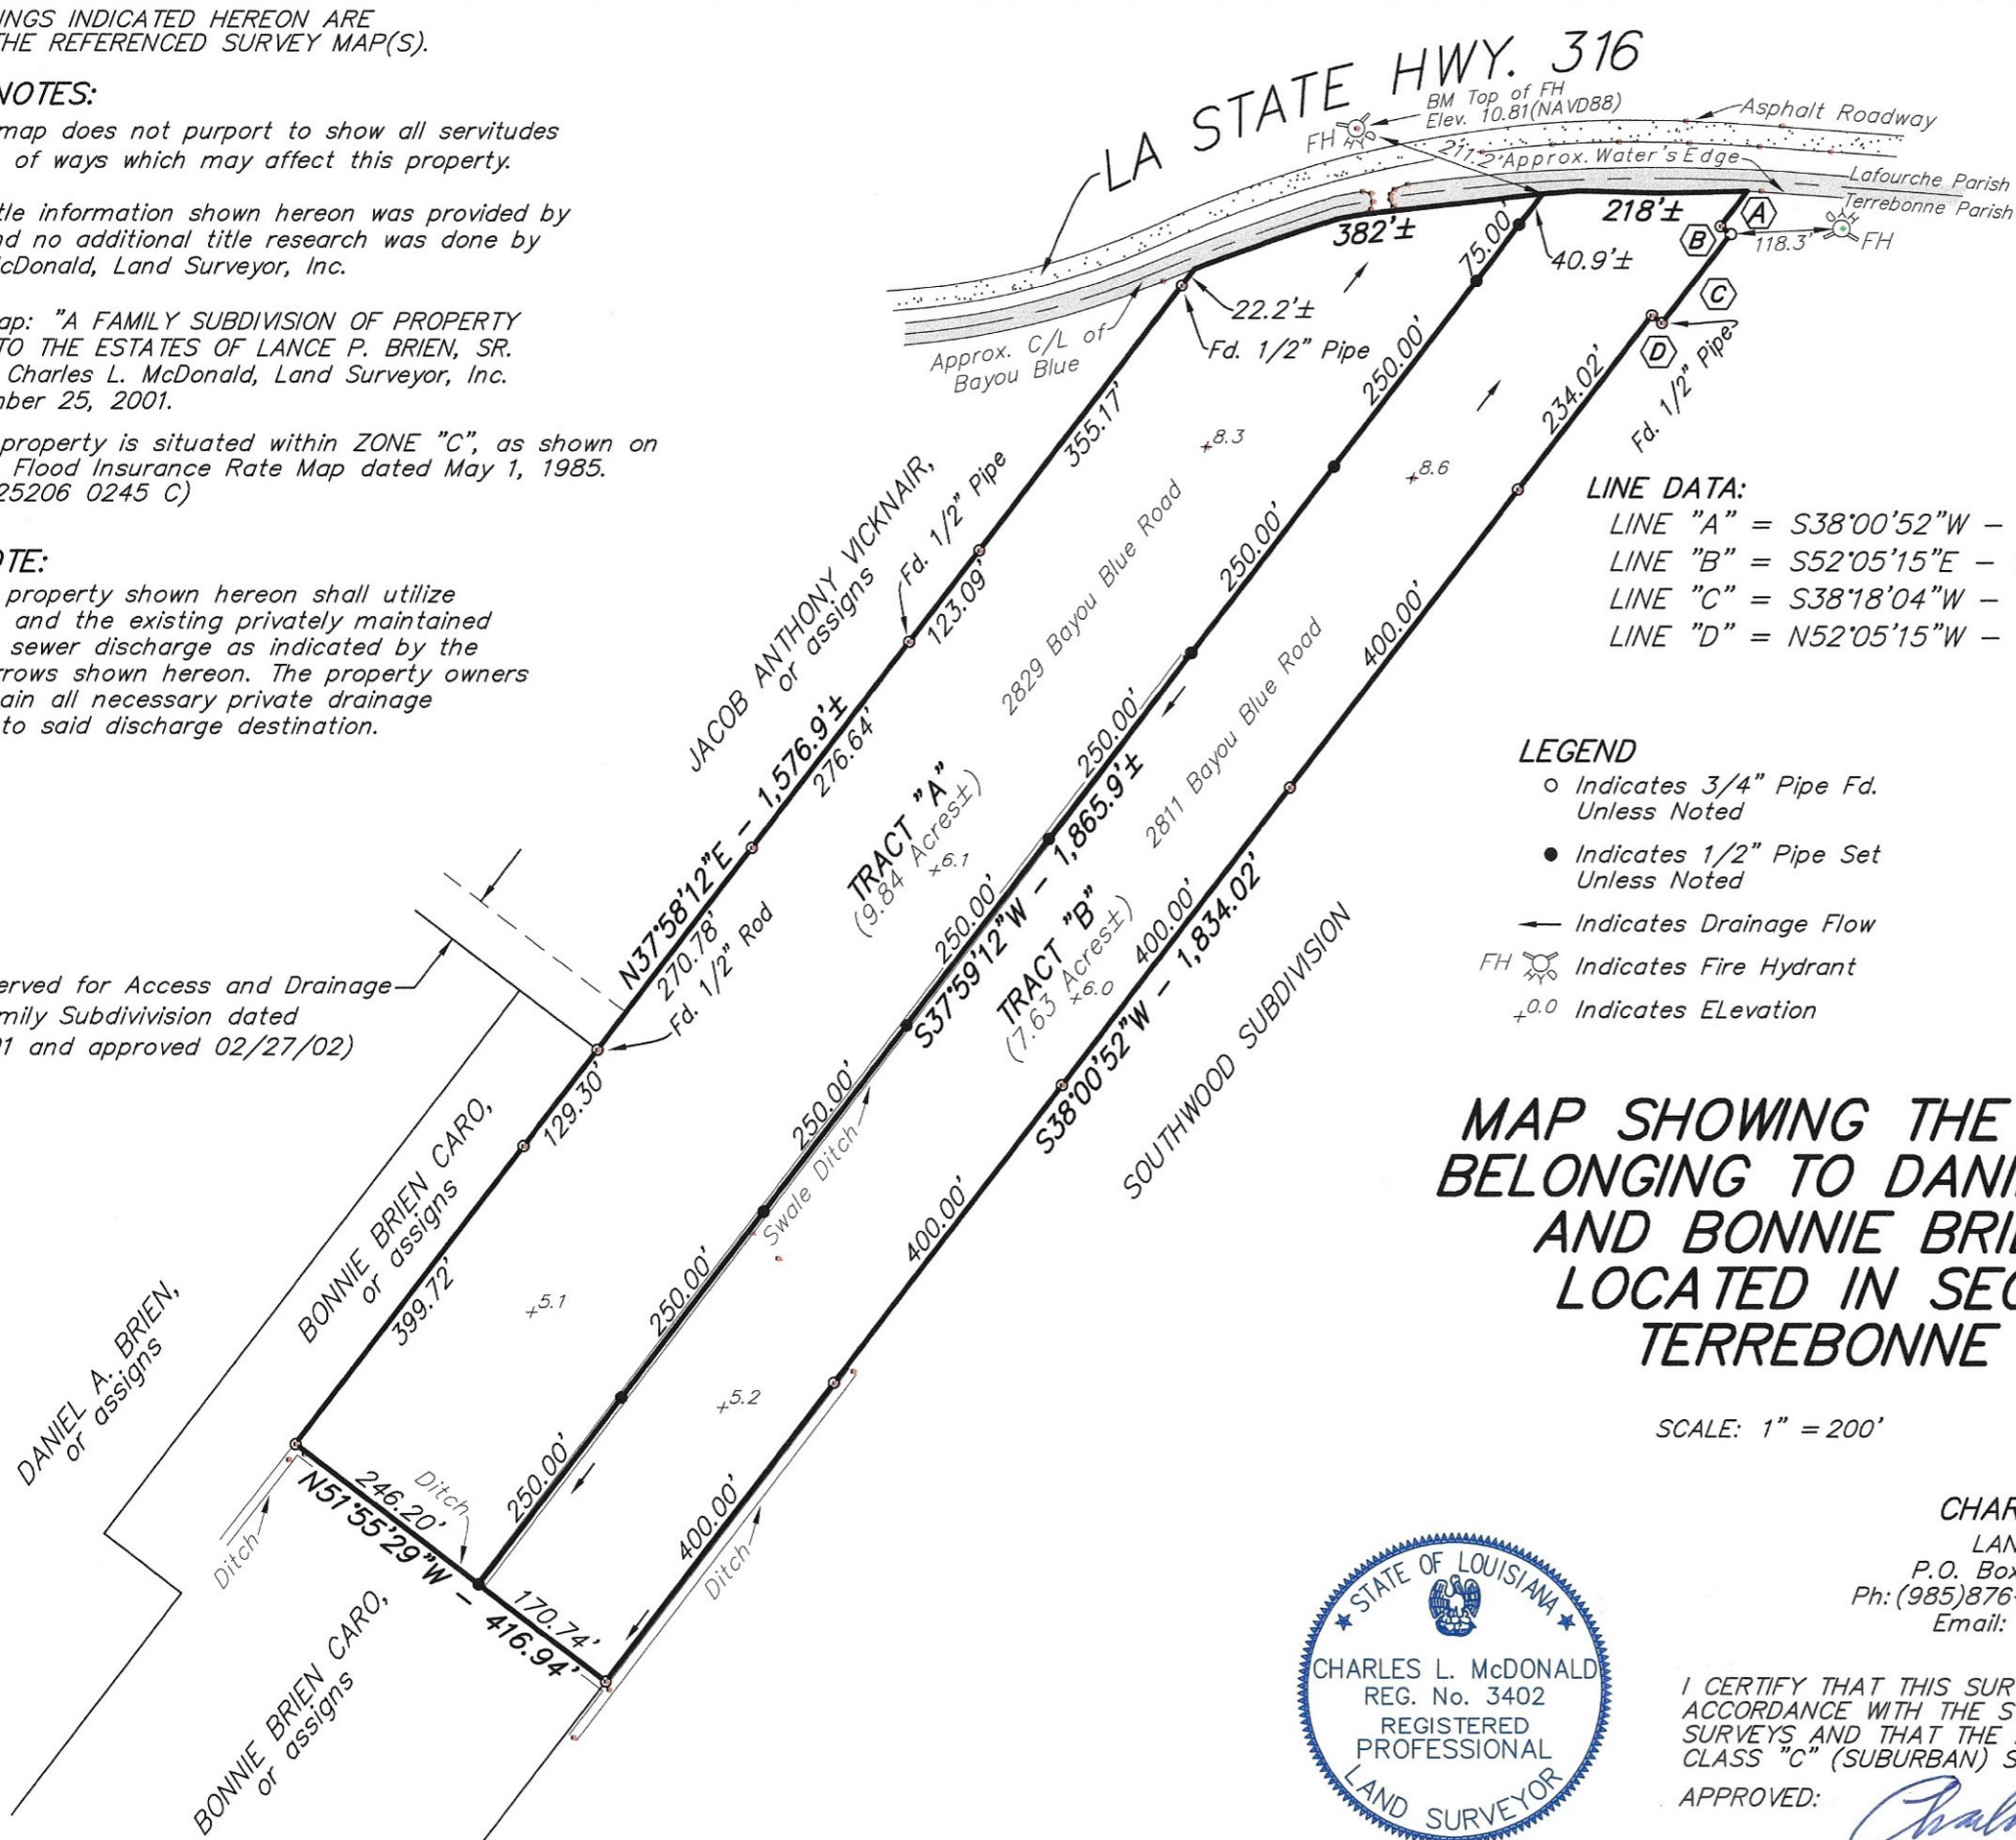 INGS INDICATED HEREON ARE
THE REFERENCED SURVEY MAP(S).
NOTES:
map does not purport to show all servitudes
of ways which may affect this property.
tle information shown hereon was provided by
nd no additional title research was done by
cDonald, Land Surveyor, Inc.
ap: "A FAMILY SUBDIVISION OF PROPERTY
TO THE ESTATES OF LANCE P. BRIEN, SR.
Charles L. McDonald, Land Surveyor, Inc.
mber 25, 2001.
property is situated within ZONE "C", as shown on
Flood Insurance Rate Map dated May 1, 1985.
25206 0245 C)
OTE:
property shown hereon shall utilize
and the existing privately maintained
sewer discharge as indicated by the
rrows shown hereon. The property owners
ain all necessary private drainage
to said discharge destination.
erved for Access and Drainage
mily Subdivivision dated
01 and approved 02/27/02)
LA STATE HWY. 316
BM Top of FH
Elev. 10.81(NAVD88)
FH
211.2'
Asphalt Roadway
Approx. Water's Edge
Lafourche Parish
Terrebonne Parish
218'±
382'±
A
B
118.3'
FH
C
D
Fd. 1/2" Pipe
75.00'
40.9'±
22.2'±
Fd. 1/2" Pipe
Approx. C/L of
Bayou Blue
355.17'
250.00'
234.02'
8.3
8.6
JACOB ANTHONY VICKNAIR,
or assigns
Fd. 1/2" Pipe
123.09'
2829 Bayou Blue Road
250.00'
400.00'
2811 Bayou Blue Road
N37°58'12"E - 1,576.9'±
276.64'
250.00'
TRACT "A"
(9.84 Acres±)
6.1
S37°59'12"W - 1,865.9'±
250.00'
TRACT "B"
(7.63 Acres±)
6.0
400.00'
S38°00'52"W - 1,834.02'
SOUTHWOOD SUBDIVISION
270.78'
Fd. 1/2" Rod
129.30'
BONNIE BRIEN CARO,
or assigns
250.00'
Swale Ditch
400.00'
399.72'
250.00'
5.1
5.2
DANIEL A. BRIEN,
or assigns
Ditch
246.20'
Ditch
250.00'
N51°55'29"W - 416.94'
170.74'
400.00'
Ditch
BONNIE BRIEN CARO,
or assigns
LINE DATA:
LINE "A" = S38°00'52"W -
LINE "B" = S52°05'15"E -
LINE "C" = S38°18'04"W -
LINE "D" = N52°05'15"W -
LEGEND
Indicates 3/4" Pipe Fd.
Unless Noted
Indicates 1/2" Pipe Set
Unless Noted
Indicates Drainage Flow
FH Indicates Fire Hydrant
+0.0 Indicates ELevation
MAP SHOWING THE
BELONGING TO DANI
AND BONNIE BRI
LOCATED IN SEC
TERREBONNE
SCALE: 1" = 200'
CHAR
LAN
P.O. Box
Ph: (985)876-
Email:
STATE OF LOUISIANA
CHARLES L. McDONALD
REG. No. 3402
REGISTERED
PROFESSIONAL
LAND SURVEYOR
I CERTIFY THAT THIS SUR
ACCORDANCE WITH THE S
SURVEYS AND THAT THE
CLASS "C" (SUBURBAN) S
APPROVED: